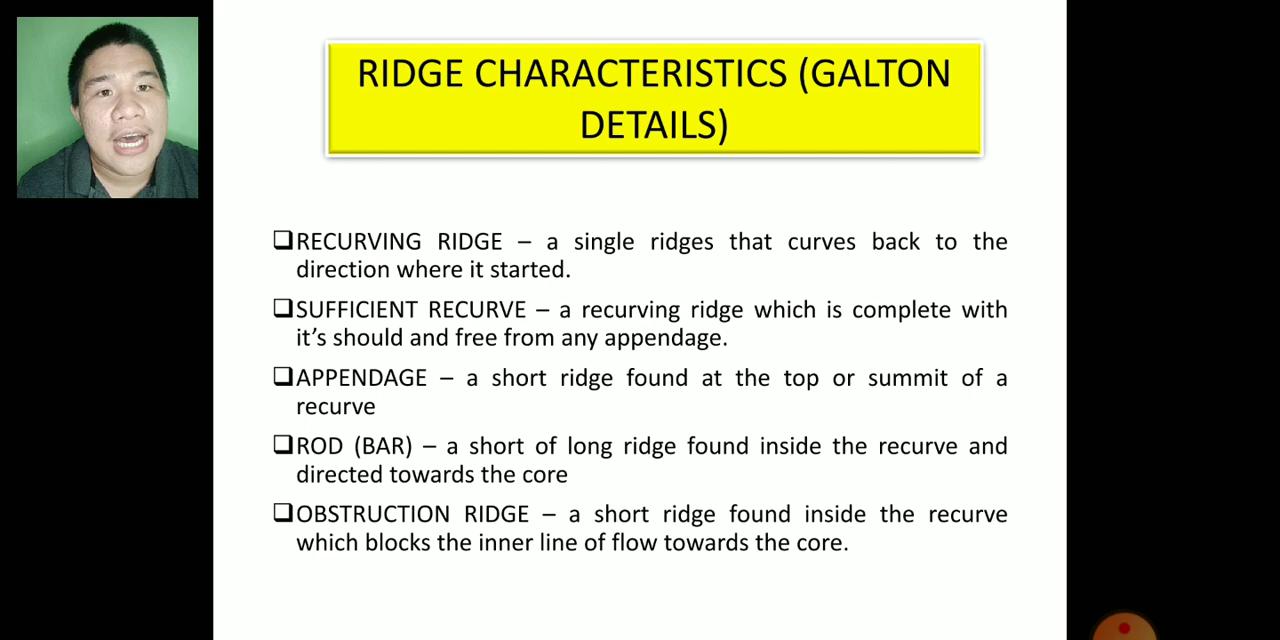 RIDGE CHARACTERISTICS (GALTON
DETAILS)
❑RECURVING RIDGE – a single ridges that curves back to the
direction where it started.
❑SUFFICIENT RECURVE – a recurving ridge which is complete with
it’s should and free from any appendage.
❑APPENDAGE – a short ridge found at the top or summit of a
recurve
❑ROD (BAR) – a short of long ridge found inside the recurve and
directed towards the core
❑OBSTRUCTION RIDGE – a short ridge found inside the recurve
which blocks the inner line of flow towards the core.